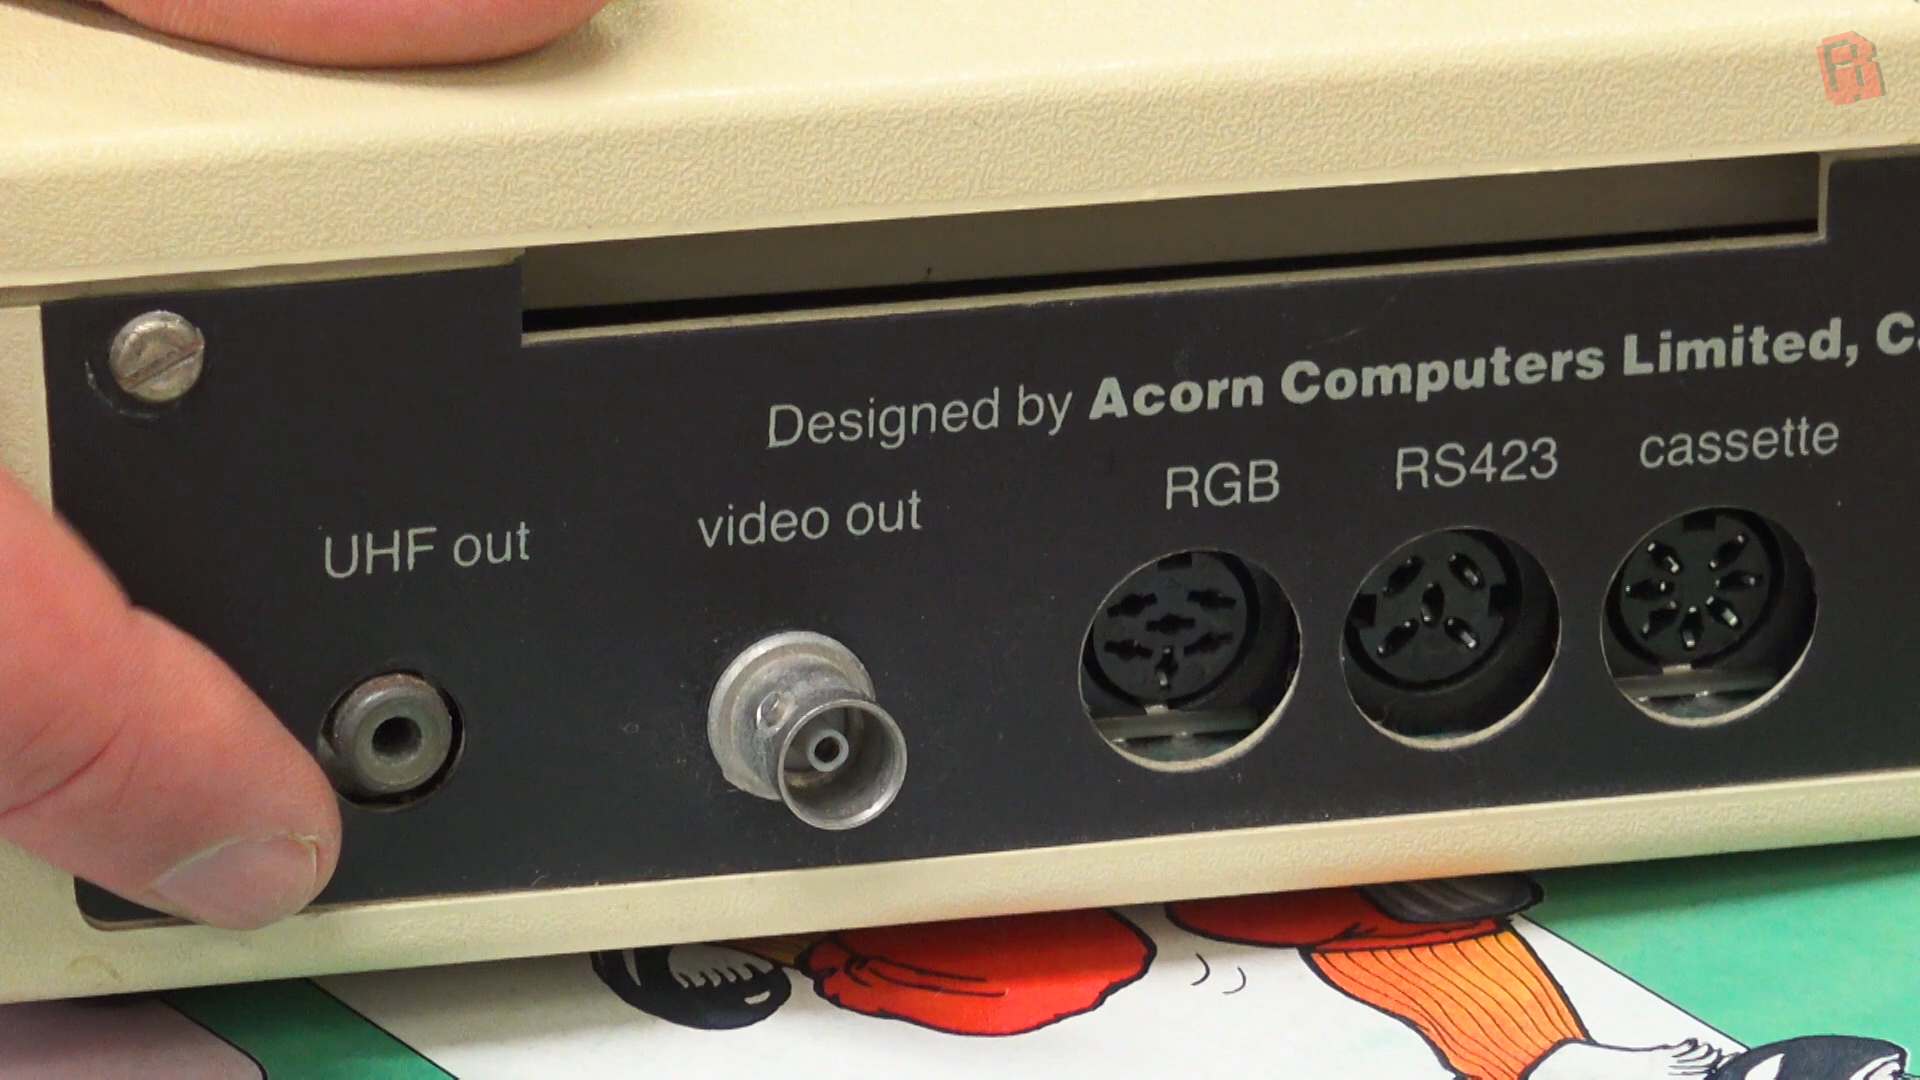 Designed by Acorn Computers Limited, C
UHF out
video out
RGB
RS423
cassette